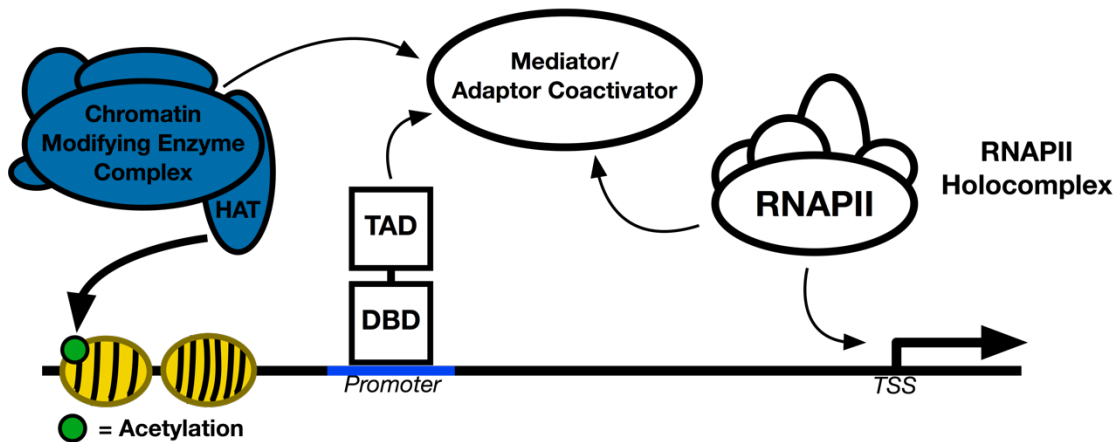 Chromatin
Modifying Enzyme
Complex
HAT
Mediator/
Adaptor Coactivator
RNAPII
RNAPII
Holocomplex
TAD
DBD
Promoter
TSS
= Acetylation